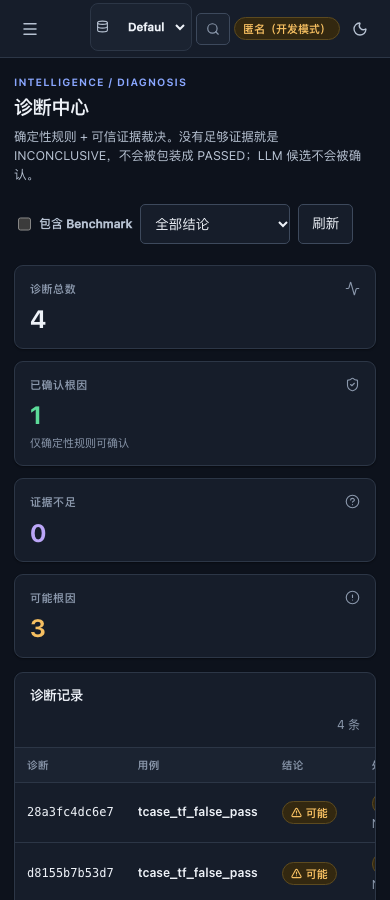 Defaul
匿名（开发模式）
INTELLIGENCE / DIAGNOSIS
诊断中心
确定性规则 + 可信证据裁决。没有足够证据就是
INCONCLUSIVE，不会被包装成 PASSED；LLM 候选不会被确
认。
包含 Benchmark
全部结论
刷新
诊断总数
4
已确认根因
1
仅确定性规则可确认
证据不足
0
可能根因
3
诊断记录
4 条
诊断 用例 结论
28a3fc4dc6e7 tcase_tf_false_pass 可能
d8155b7b53d7 tcase_tf_false_pass 可能